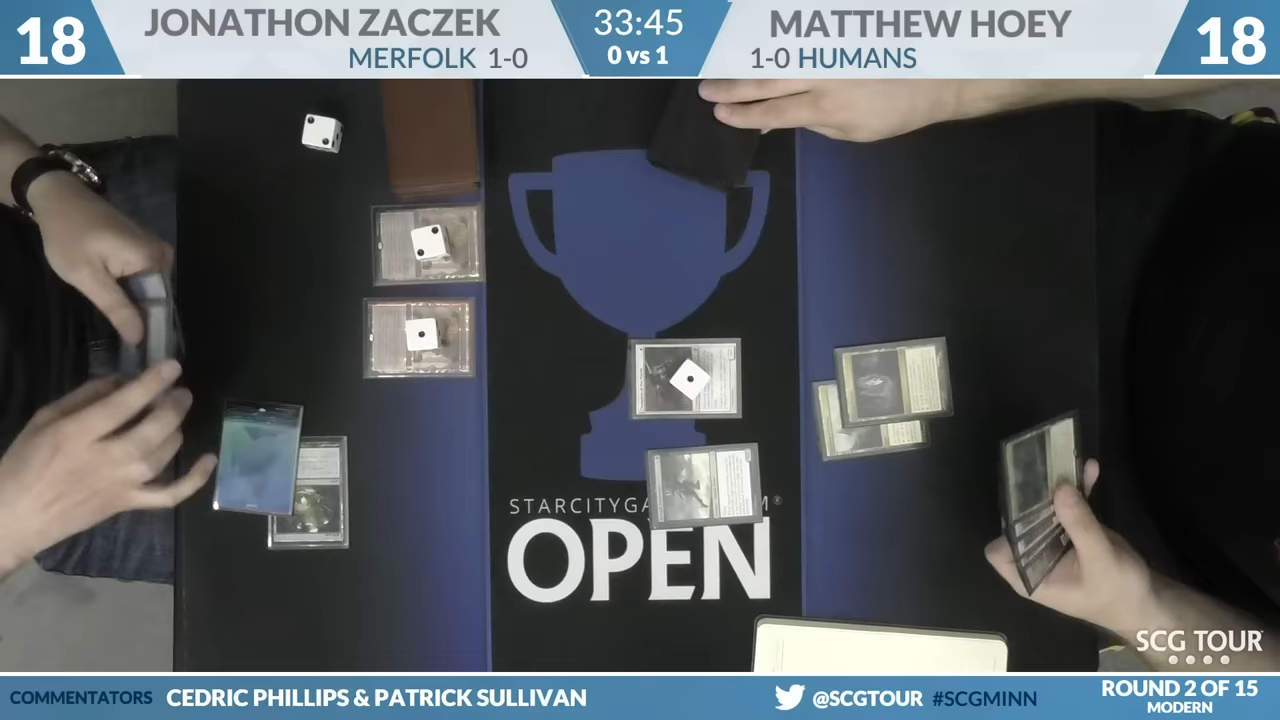 18
JONATHON ZACZEK
MERFOLK 1-0
33:45
0 vs 1
MATTHEW HOEY
1-0 HUMANS
18
STARCITYGA M®
OPEN
SCG TOUR
COMMENTATORS CEDRIC PHILLIPS & PATRICK SULLIVAN
@SCGTOUR #SCGMINN
ROUND 2 OF 15
MODERN